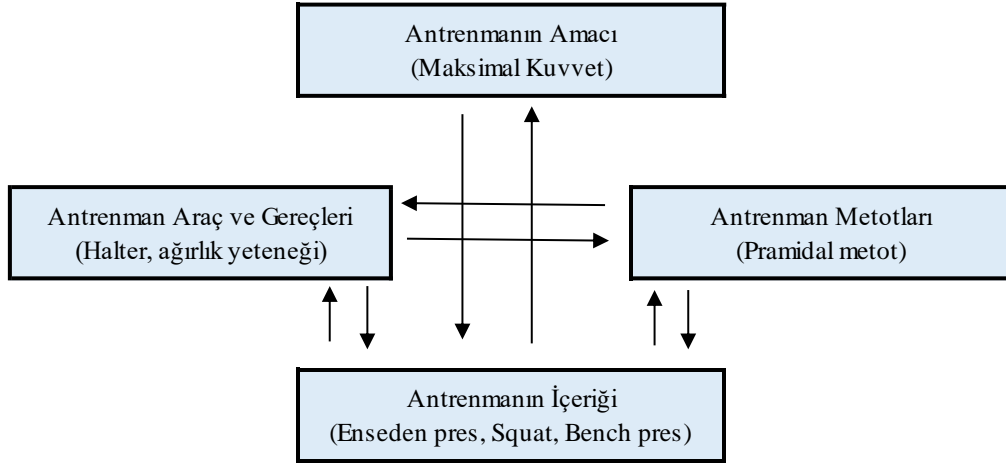 Antrenmanın Amacı
(Maksimal Kuvvet)
Antrenman Araç ve Gereçleri
(Halter, ağırlık yeteneği)
Antrenman Metotları
(Pramidal metot)
Antrenmanın İçeriği
(Enseden pres, Squat, Bench pres)